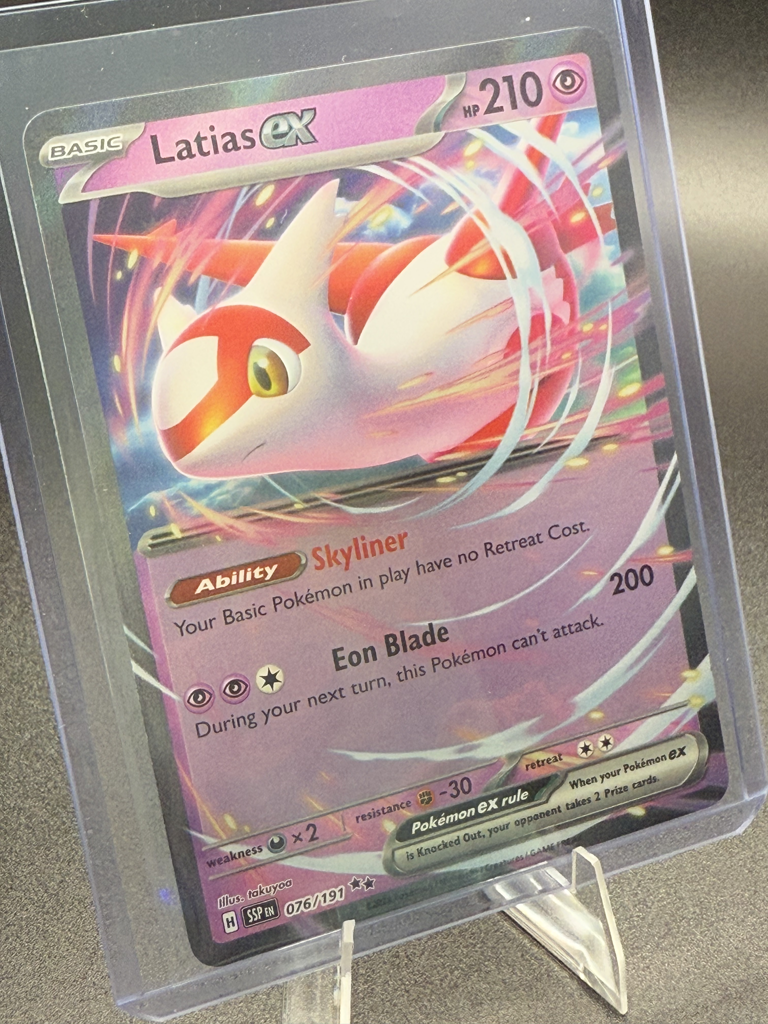 BASIC Latias ex HP 210
Ability Skyliner
Your Basic Pokémon in play have no Retreat Cost.
Eon Blade 200
During your next turn, this Pokémon can't attack.
weakness ×2 resistance -30 retreat
Pokémon ex rule When your Pokémon ex
is Knocked Out, your opponent takes 2 Prize cards.
Illus. takuyoa
H SSP EN 076/191